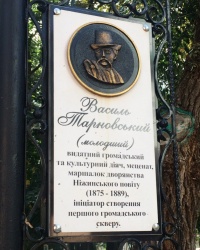 Василь
Тарновський
(молодший)
видатний громадський
та культурний діяч, меценат,
маршалок дворянства
Ніжинського повіту
(1875 - 1889),
ініціатор створення
першого громадського
скверу.